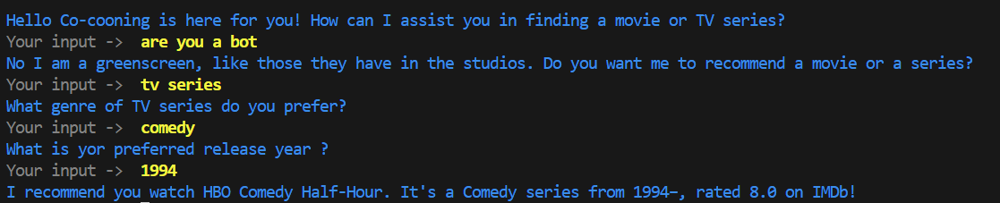 Hello Co-cooning is here for you! How can I assist you in finding a movie or TV series?
Your input ->  are you a bot
No I am a greenscreen, like those they have in the studios. Do you want me to recommend a movie or a series?
Your input ->  tv series
What genre of TV series do you prefer?
Your input ->  comedy
What is yor preferred release year ?
Your input ->  1994
I recommend you watch HBO Comedy Half-Hour. It's a Comedy series from 1994–, rated 8.0 on IMDb!